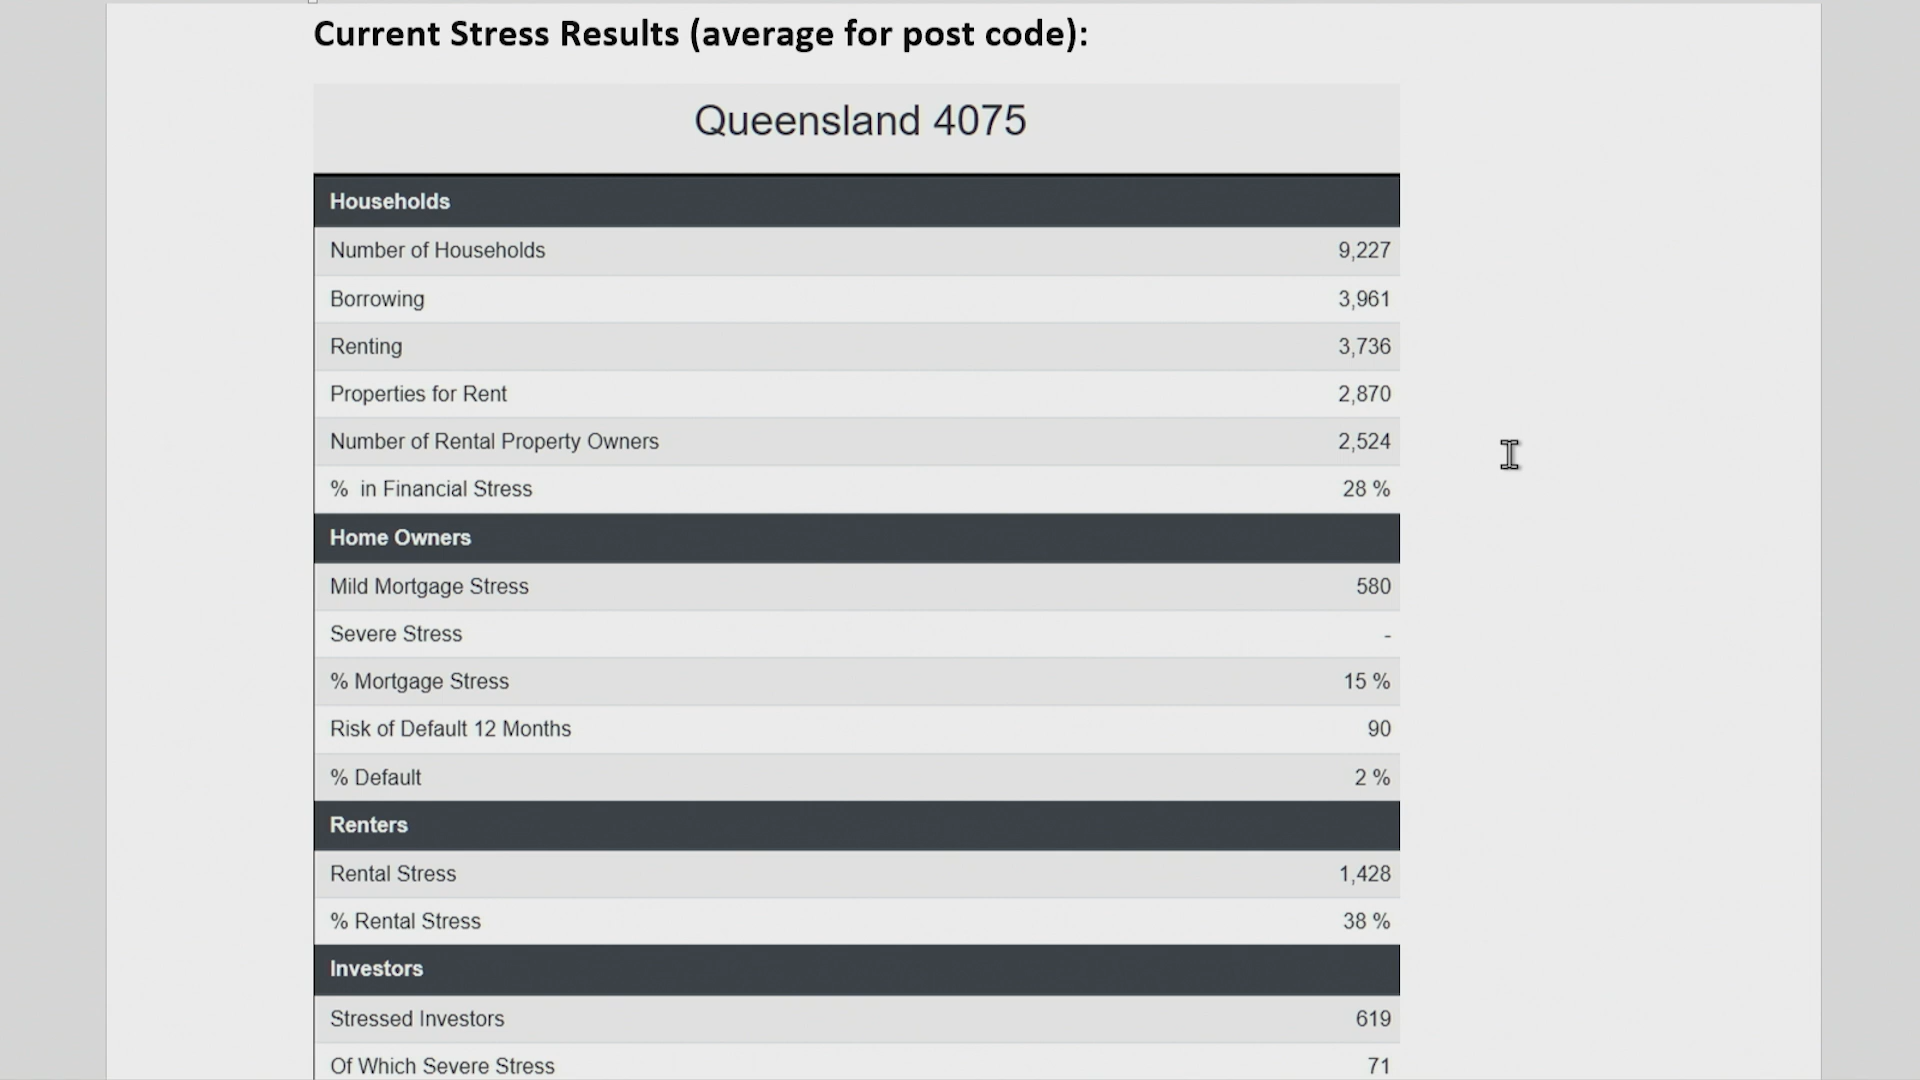 Current Stress Results (average for post code):
Queensland 4075
Households
Number of Households 9,227
Borrowing 3,961
Renting 3,736
Properties for Rent 2,870
Number of Rental Property Owners 2,524
% in Financial Stress 28 %
Home Owners
Mild Mortgage Stress 580
Severe Stress -
% Mortgage Stress 15 %
Risk of Default 12 Months 90
% Default 2 %
Renters
Rental Stress 1,428
% Rental Stress 38 %
Investors
Stressed Investors 619
Of Which Severe Stress 71